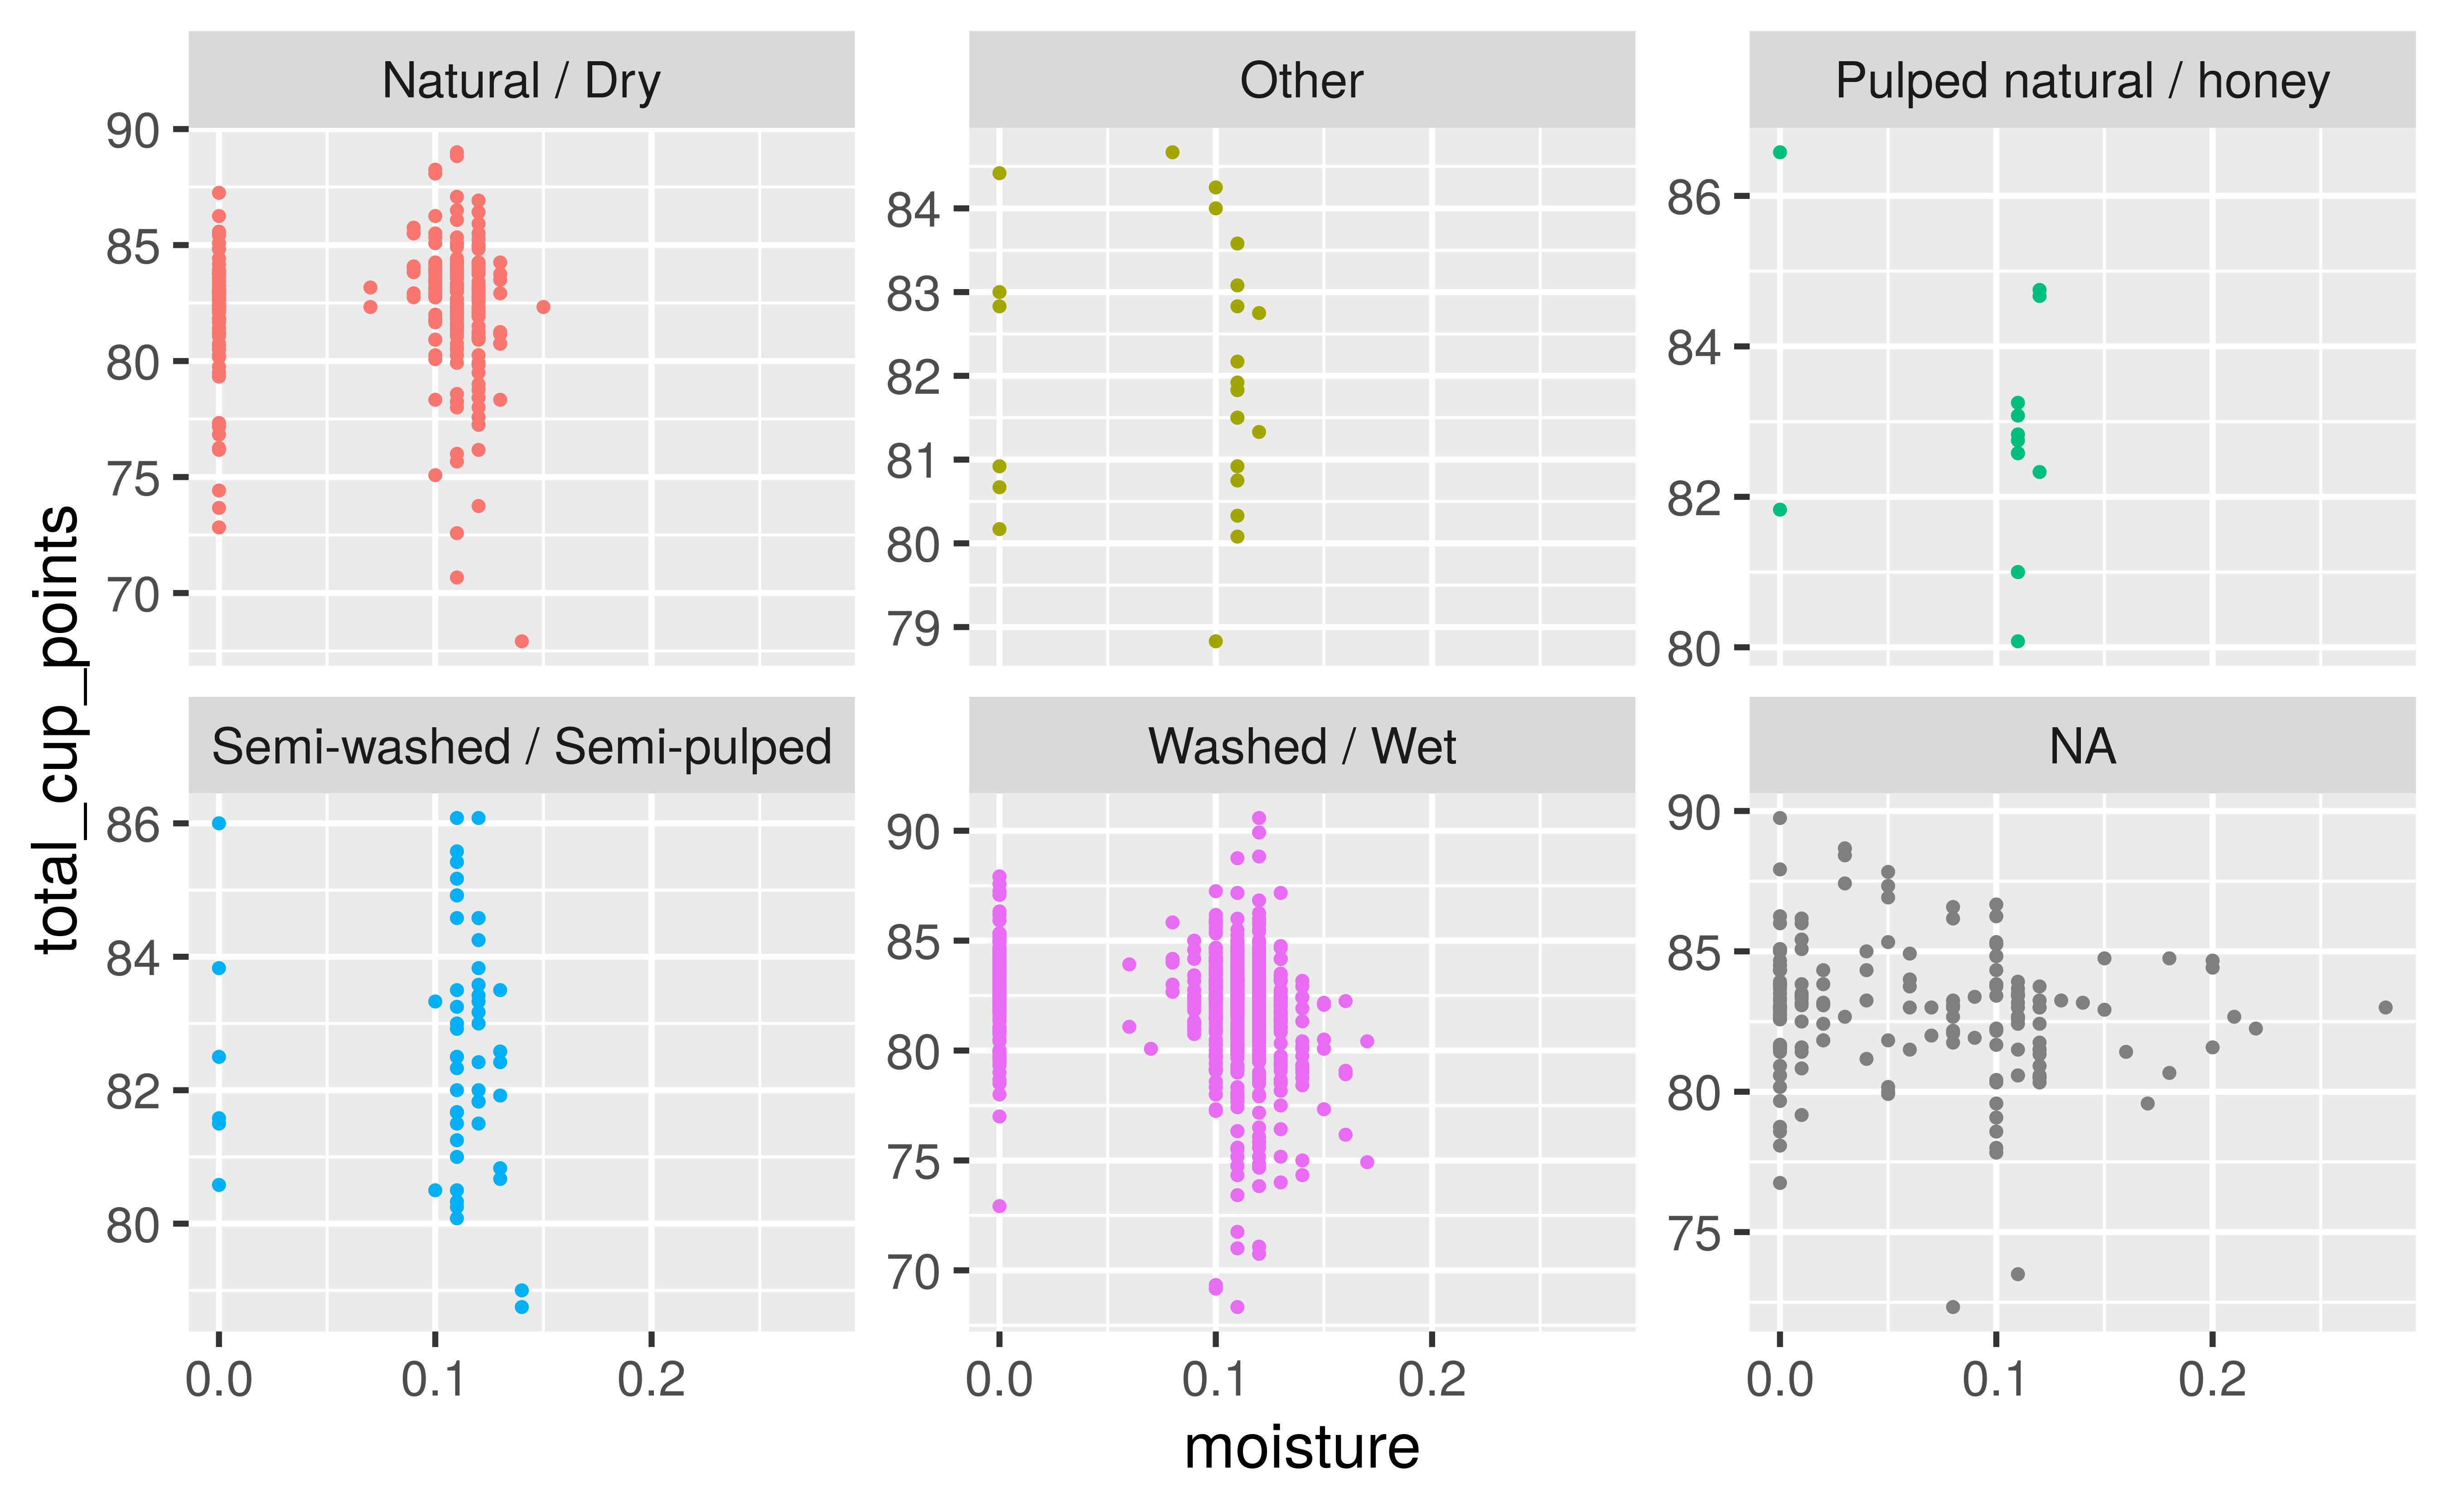 Natural / Dry
Other
Pulped natural / honey
90
85
80
75
70
84
83
82
81
80
79
86
84
82
80
Semi-washed / Semi-pulped
Washed / Wet
NA
86
84
82
80
90
85
80
75
70
90
85
80
75
0.0 0.1 0.2
0.0 0.1 0.2
0.0 0.1 0.2
moisture
total_cup_points